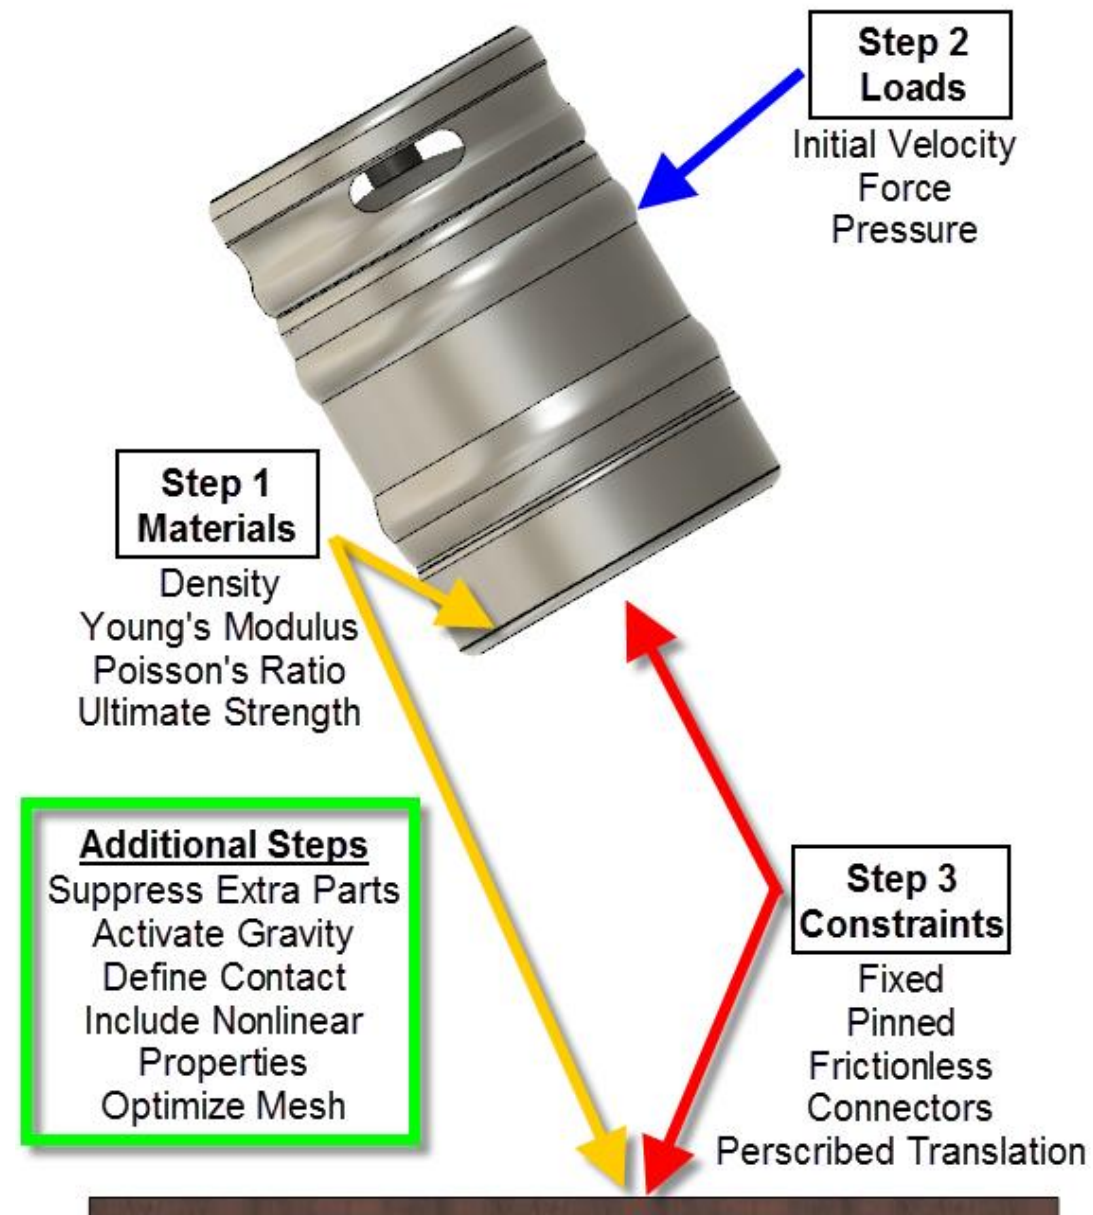 Step 2
Loads
Initial Velocity
Force
Pressure
Step 1
Materials
Density
Young's Modulus
Poisson's Ratio
Ultimate Strength
Additional Steps
Suppress Extra Parts
Activate Gravity
Define Contact
Include Nonlinear
Properties
Optimize Mesh
Step 3
Constraints
Fixed
Pinned
Frictionless
Connectors
Perscribed Translation